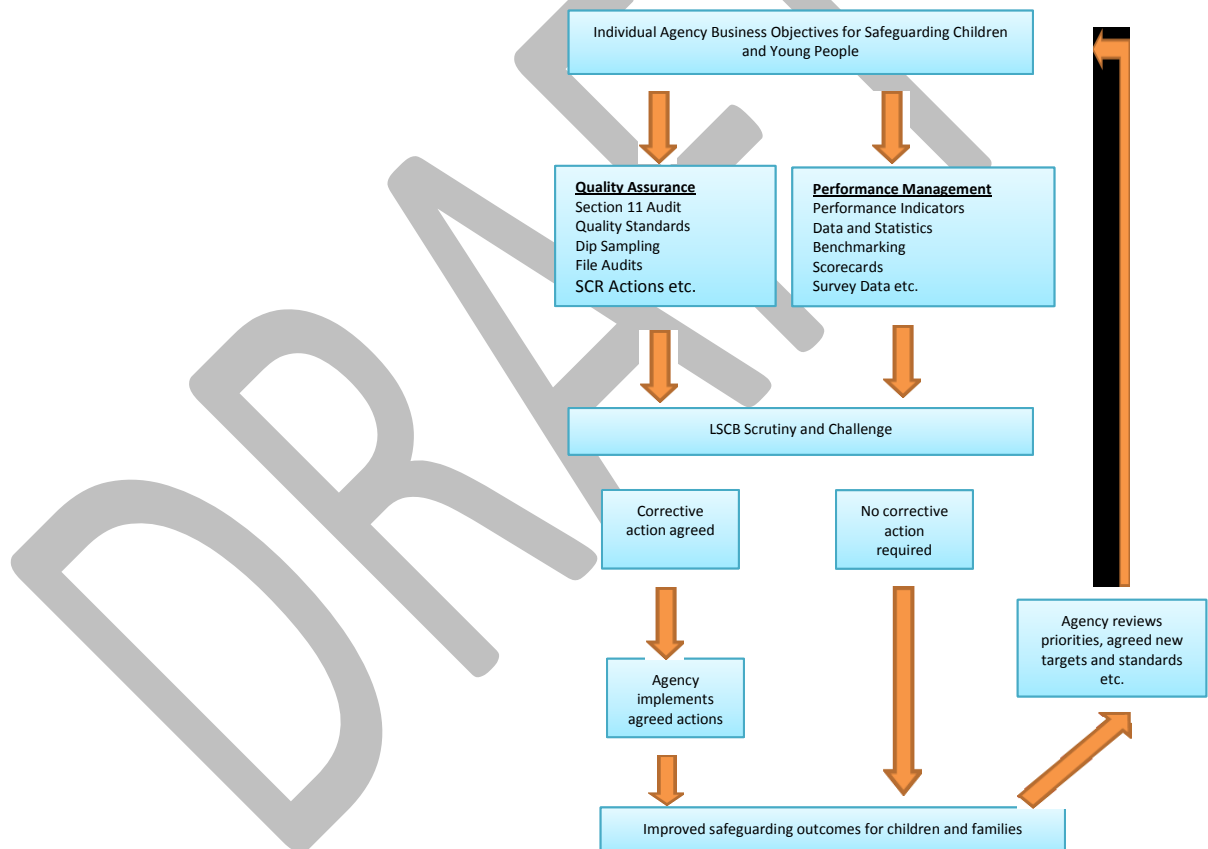 Individual Agency Business Objectives for Safeguarding Children
and Young People
Quality Assurance
Section 11 Audit
Quality Standards
Dip Sampling
File Audits
SCR Actions etc.
Performance Management
Performance Indicators
Data and Statistics
Benchmarking
Scorecards
Survey Data etc.
LSCB Scrutiny and Challenge
Corrective
action agreed
No corrective
action
required
Agency
implements
agreed actions
Agency reviews
priorities, agreed new
targets and standards
etc.
Improved safeguarding outcomes for children and families
DRAFT